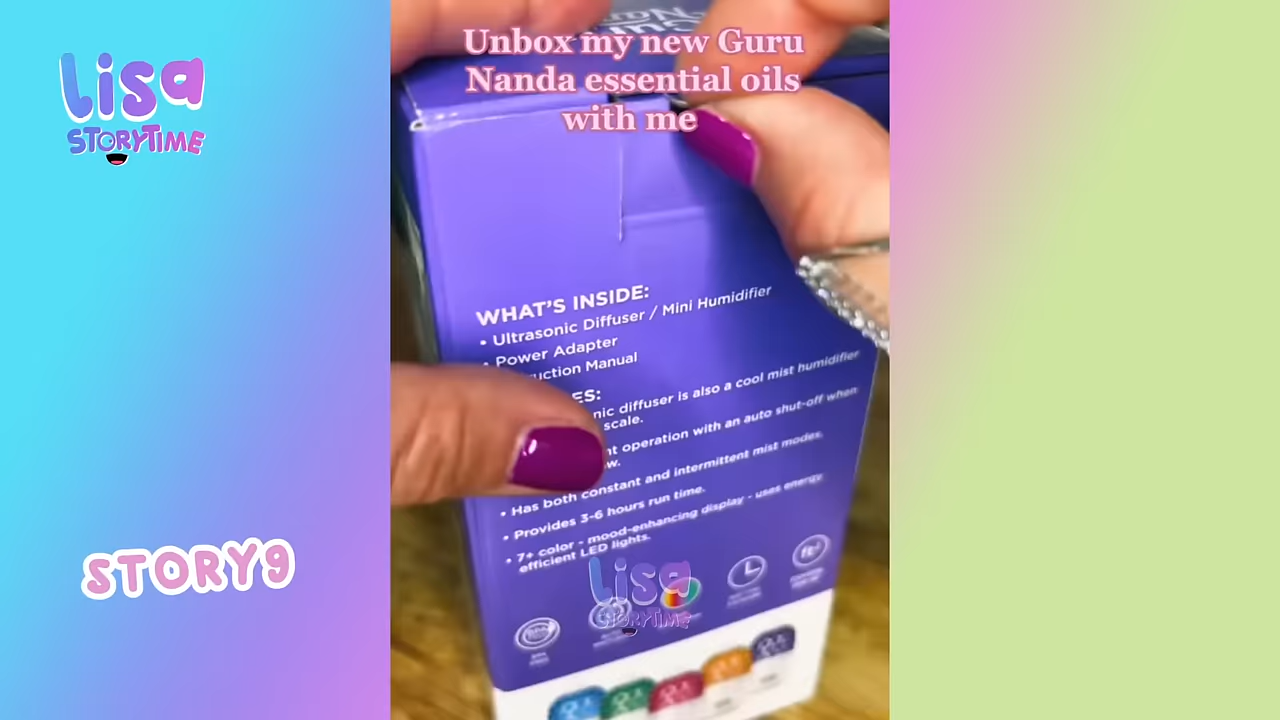 Lisa
STORYTIME
Unbox my new Guru
Nanda essential oils
with me
WHAT'S INSIDE:
• Ultrasonic Diffuser / Mini Humidifier
• Power Adapter
uction Manual
ES:
nic diffuser is also a cool mist humidifier
scale.
nt operation with an auto shut-off when
w.
• Has both constant and intermittent mist modes.
• Provides 3-6 hours run time.
• 7+ color - mood-enhancing display - uses energy
efficient LED lights.
Lisa
STORYTIME
STORY9